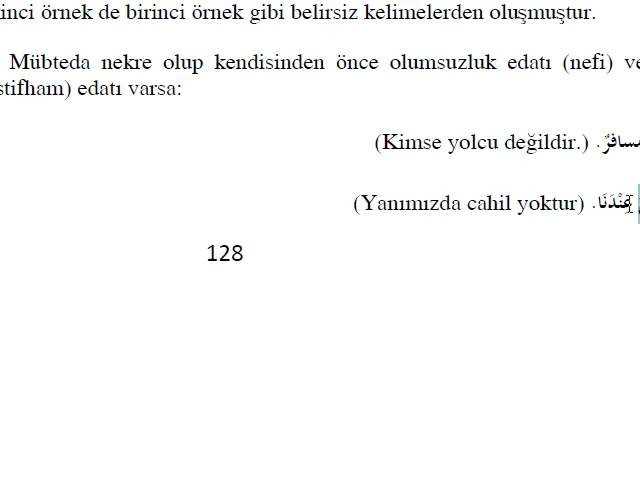 inci örnek de birinci örnek gibi belirsiz kelimelerden oluşmuştur.
Mübteda nekre olup kendisinden önce olumsuzluk edatı (nefi) ve
stifham) edatı varsa:
(Kimse yolcu değildir.) مسافرٌ.
(Yanımızda cahil yoktur) عِنْدَنَا.
128